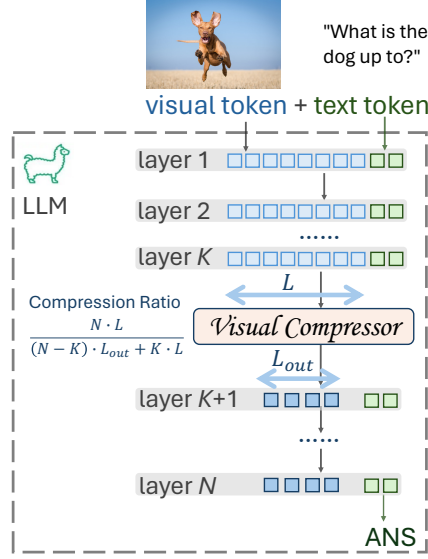 "What is the
dog up to?"
visual token + text token
layer 1
LLM
layer 2
......
layer K
L
Compression Ratio
N · L
(N − K) · L_out + K · L
Visual Compressor
L_out
layer K+1
......
layer N
ANS